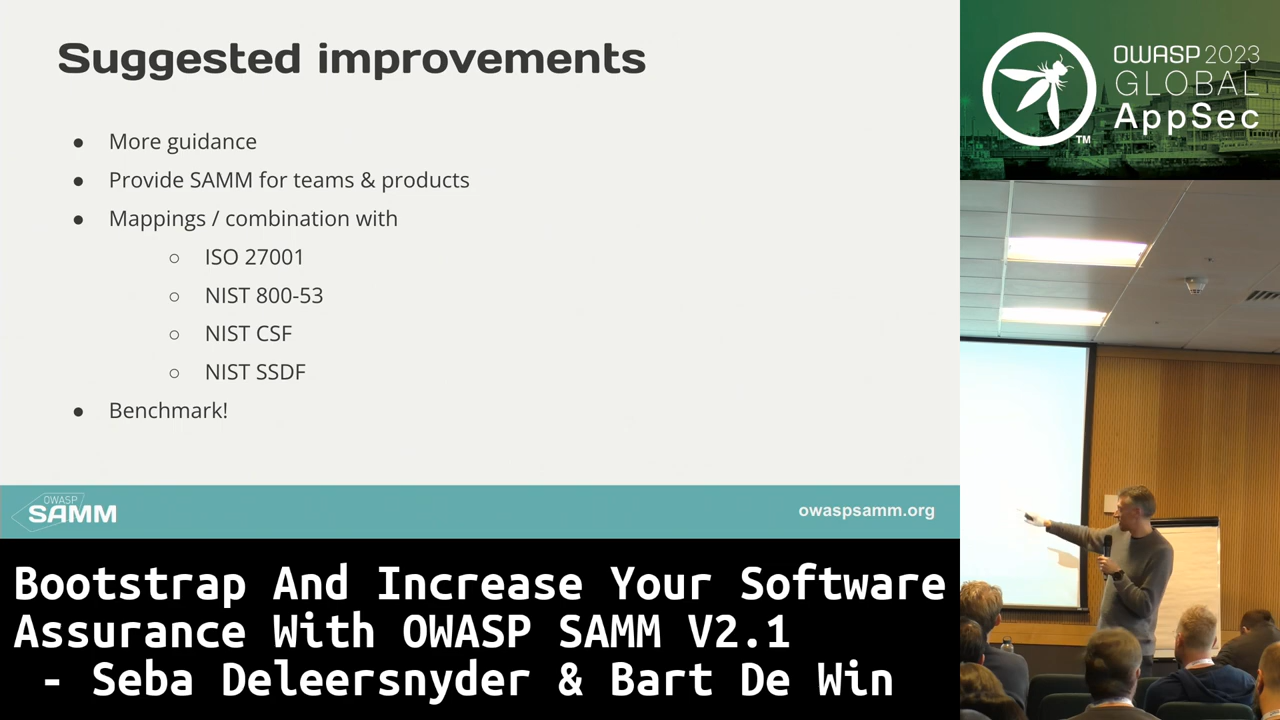 Suggested improvements
● More guidance
● Provide SAMM for teams & products
● Mappings / combination with
○ ISO 27001
○ NIST 800-53
○ NIST CSF
○ NIST SSDF
● Benchmark!
OWASP
SAMM
owaspsamm.org
OWASP 2023
GLOBAL
AppSec
TM
Bootstrap And Increase Your Software
Assurance With OWASP SAMM V2.1
- Seba Deleersnyder & Bart De Win